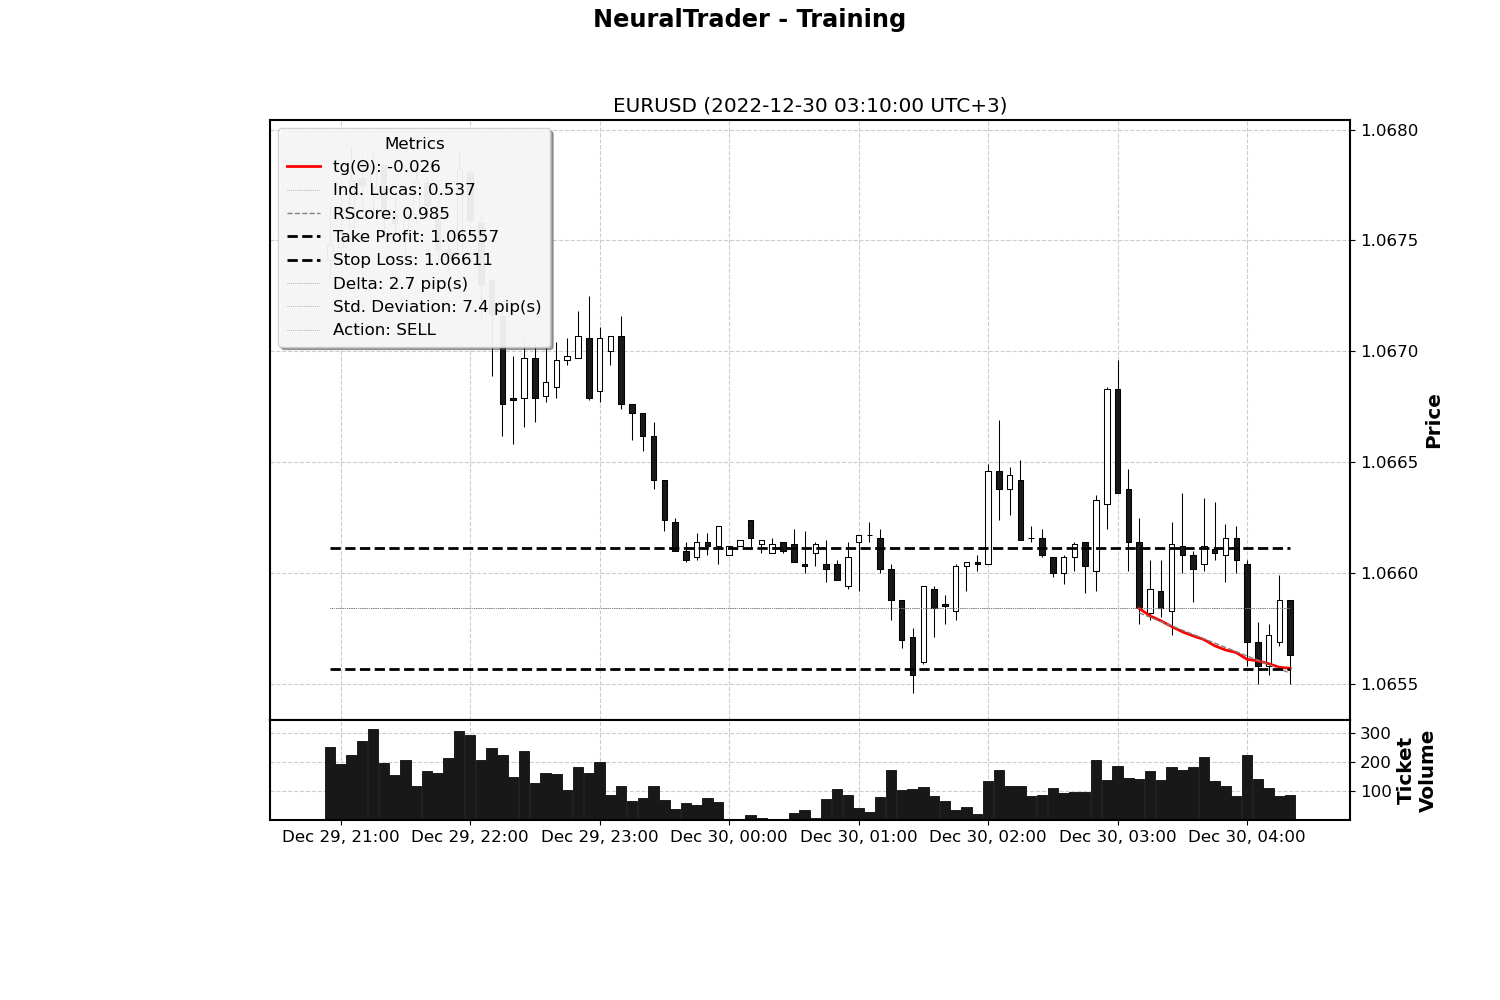 NeuralTrader - Training
EURUSD (2022-12-30 03:10:00 UTC+3)
Metrics
tg(Θ): -0.026
Ind. Lucas: 0.537
RScore: 0.985
Take Profit: 1.06557
Stop Loss: 1.06611
Delta: 2.7 pip(s)
Std. Deviation: 7.4 pip(s)
Action: SELL
1.0680
1.0675
1.0670
1.0665
1.0660
1.0655
Price
300
200
100
Ticket
Volume
Dec 29, 21:00 Dec 29, 22:00 Dec 29, 23:00 Dec 30, 00:00 Dec 30, 01:00 Dec 30, 02:00 Dec 30, 03:00 Dec 30, 04:00